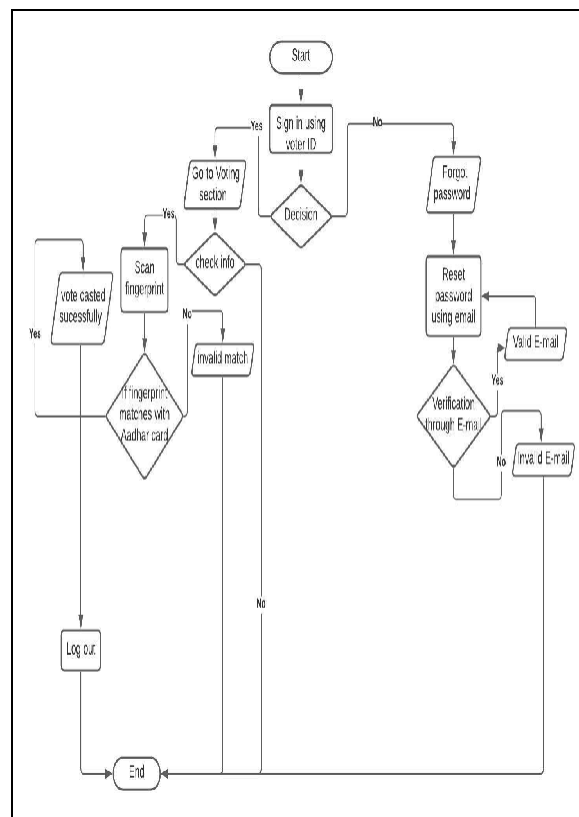 Start
Sign in using
voter ID
Yes
No
Go to Voting
section
Decision
Forgot
password
Yes
check info
Scan
fingerprint
Reset
password
using email
vote casted
sucessfully
No
Yes
invalid match
Valid E-mail
Yes
If fingerprint
matches with
Aadhar card
Verification
through E-mail
No
Invalid E-mail
No
Log out
End